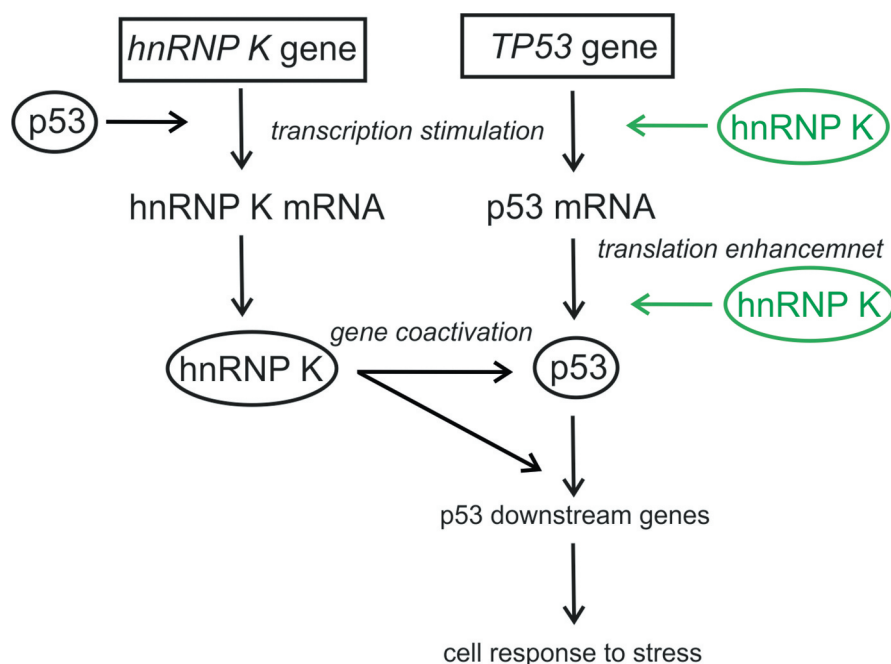 hnRNP K gene
TP53 gene
p53
transcription stimulation
hnRNP K
hnRNP K mRNA
p53 mRNA
translation enhancemnet
hnRNP K
gene coactivation
hnRNP K
p53
p53 downstream genes
cell response to stress